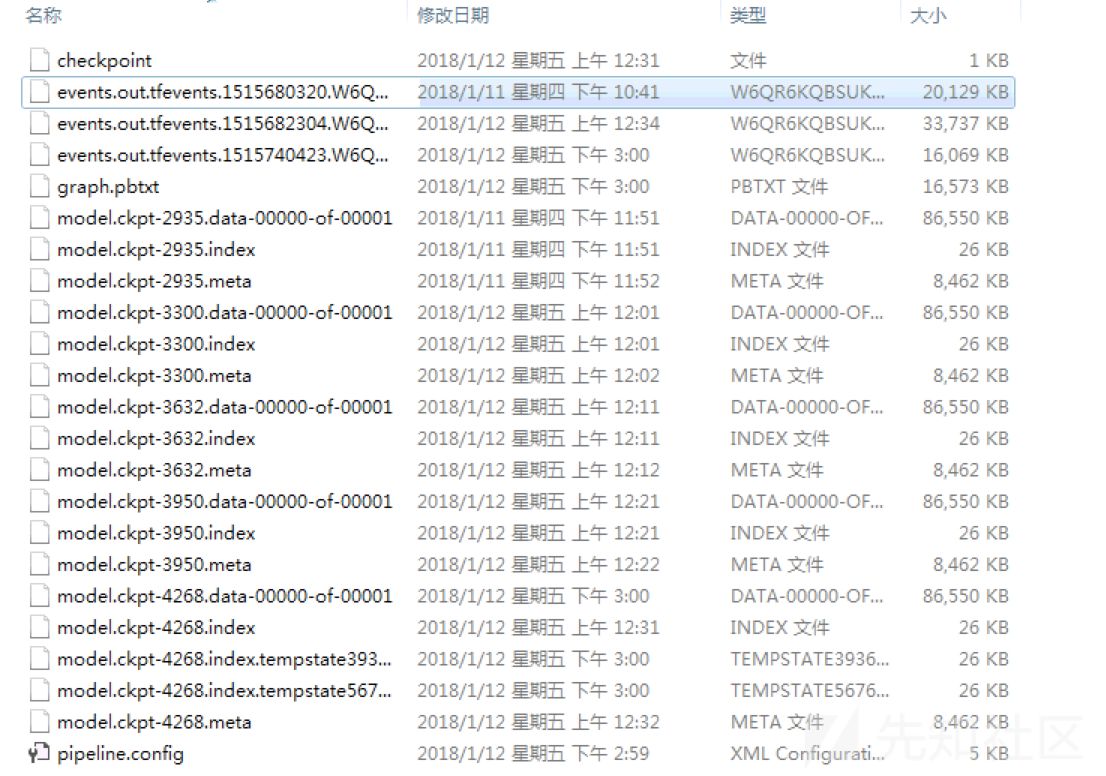 名称 修改日期 类型 大小
checkpoint 2018/1/12 星期五 上午 12:31 文件 1 KB
events.out.tfevents.1515680320.W6Q... 2018/1/11 星期四 下午 10:41 W6QR6KQBSUK... 20,129 KB
events.out.tfevents.1515682304.W6Q... 2018/1/12 星期五 上午 12:34 W6QR6KQBSUK... 33,737 KB
events.out.tfevents.1515740423.W6Q... 2018/1/12 星期五 下午 3:00 W6QR6KQBSUK... 16,069 KB
graph.pbtxt 2018/1/12 星期五 下午 3:00 PBTXT 文件 16,573 KB
model.ckpt-2935.data-00000-of-00001 2018/1/11 星期四 下午 11:51 DATA-00000-OF... 86,550 KB
model.ckpt-2935.index 2018/1/11 星期四 下午 11:51 INDEX 文件 26 KB
model.ckpt-2935.meta 2018/1/11 星期四 下午 11:52 META 文件 8,462 KB
model.ckpt-3300.data-00000-of-00001 2018/1/12 星期五 上午 12:01 DATA-00000-OF... 86,550 KB
model.ckpt-3300.index 2018/1/12 星期五 上午 12:01 INDEX 文件 26 KB
model.ckpt-3300.meta 2018/1/12 星期五 上午 12:02 META 文件 8,462 KB
model.ckpt-3632.data-00000-of-00001 2018/1/12 星期五 上午 12:11 DATA-00000-OF... 86,550 KB
model.ckpt-3632.index 2018/1/12 星期五 上午 12:11 INDEX 文件 26 KB
model.ckpt-3632.meta 2018/1/12 星期五 上午 12:12 META 文件 8,462 KB
model.ckpt-3950.data-00000-of-00001 2018/1/12 星期五 上午 12:21 DATA-00000-OF... 86,550 KB
model.ckpt-3950.index 2018/1/12 星期五 上午 12:21 INDEX 文件 26 KB
model.ckpt-3950.meta 2018/1/12 星期五 上午 12:22 META 文件 8,462 KB
model.ckpt-4268.data-00000-of-00001 2018/1/12 星期五 下午 3:00 DATA-00000-OF... 86,550 KB
model.ckpt-4268.index 2018/1/12 星期五 上午 12:31 INDEX 文件 26 KB
model.ckpt-4268.index.tempstate393... 2018/1/12 星期五 下午 3:00 TEMPSTATE3936... 26 KB
model.ckpt-4268.index.tempstate567... 2018/1/12 星期五 下午 3:00 TEMPSTATE5676... 26 KB
model.ckpt-4268.meta 2018/1/12 星期五 上午 12:32 META 文件 8,462 KB
pipeline.config 2018/1/12 星期五 下午 2:59 XML Configurati... 5 KB
先知社区